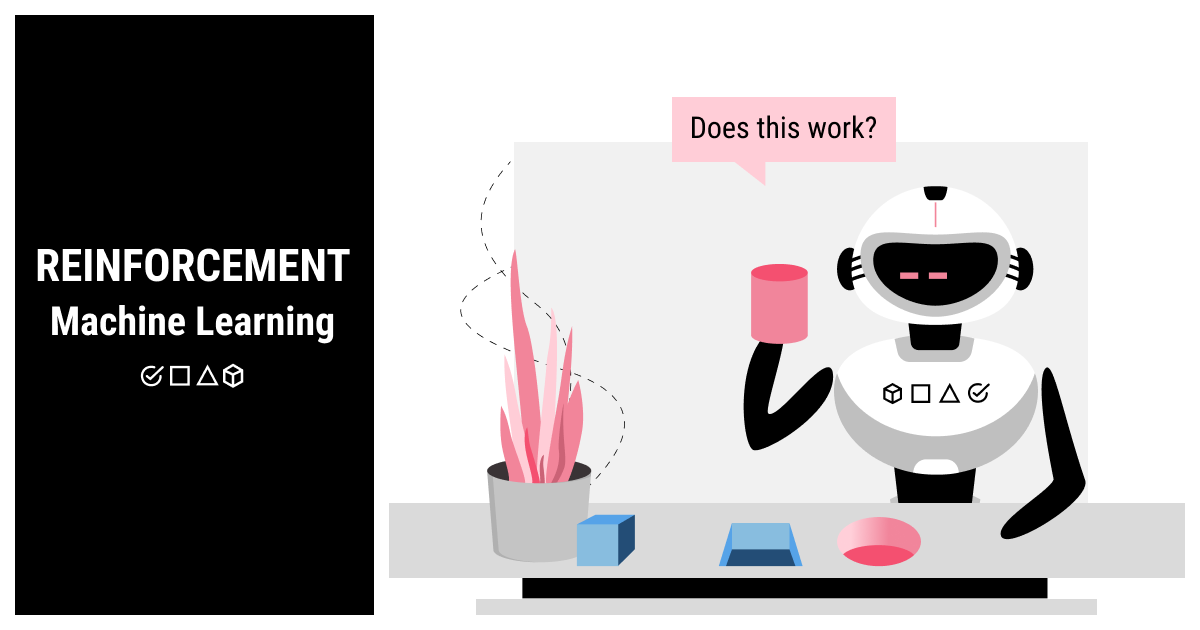 REINFORCEMENT
Machine Learning
Does this work?